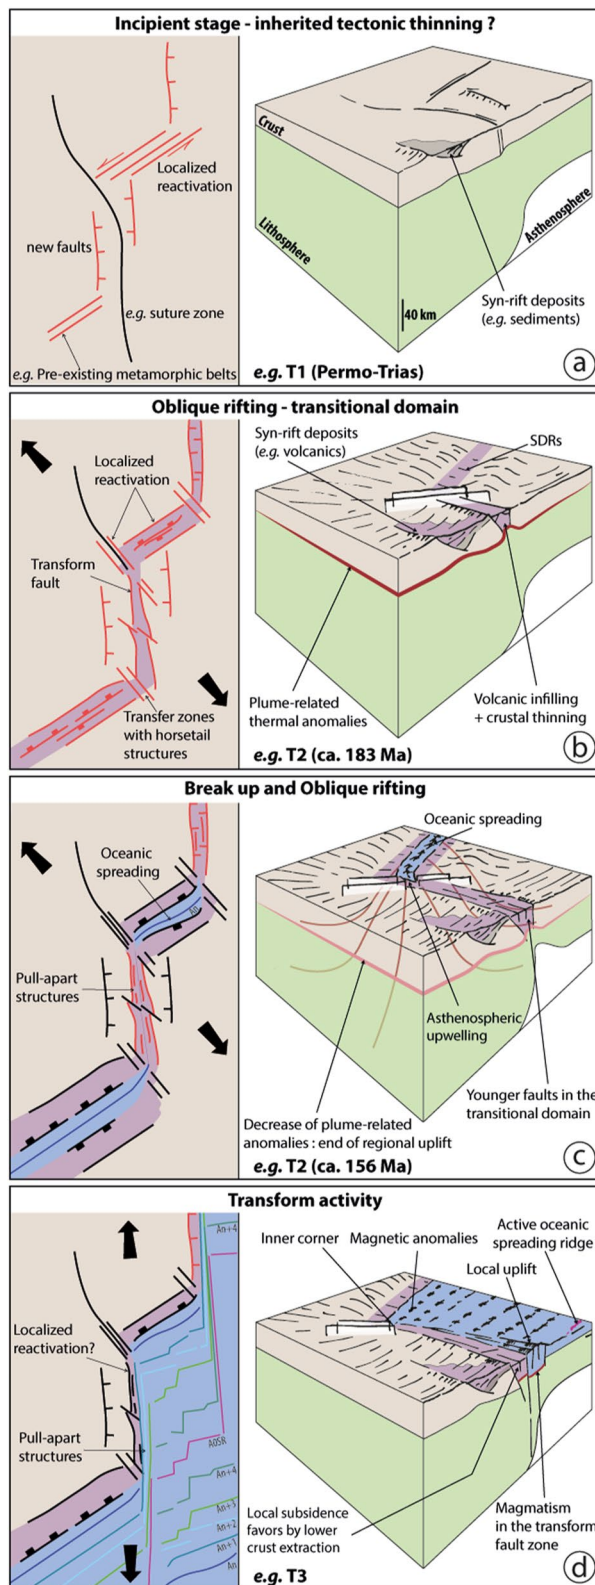 Incipient stage - inherited tectonic thinning ?
Localized
reactivation
new faults
e.g. suture zone
e.g. Pre-existing metamorphic belts
Crust
Lithosphere
Asthenosphere
40 km
Syn-rift deposits
(e.g. sediments)
e.g. T1 (Permo-Trias)
a
Oblique rifting - transitional domain
Localized
reactivation
Transform
fault
Transfer zones
with horsetail
structures
Syn-rift deposits
(e.g. volcanics)
SDRs
Plume-related
thermal anomalies
Volcanic infilling
+ crustal thinning
e.g. T2 (ca. 183 Ma)
b
Break up and Oblique rifting
Oceanic
spreading
An
Pull-apart
structures
Oceanic spreading
Asthenospheric
upwelling
Younger faults in the
transitional domain
Decrease of plume-related
anomalies : end of regional uplift
e.g. T2 (ca. 156 Ma)
c
Transform activity
An+4
Localized
reactivation?
Pull-apart
structures
AOSR
An+4
An+3
An+2
An+1
An
Inner corner
Magnetic anomalies
Active oceanic
spreading ridge
Local uplift
Local subsidence
favors by lower
crust extraction
Magmatism
in the transform
fault zone
e.g. T3
d